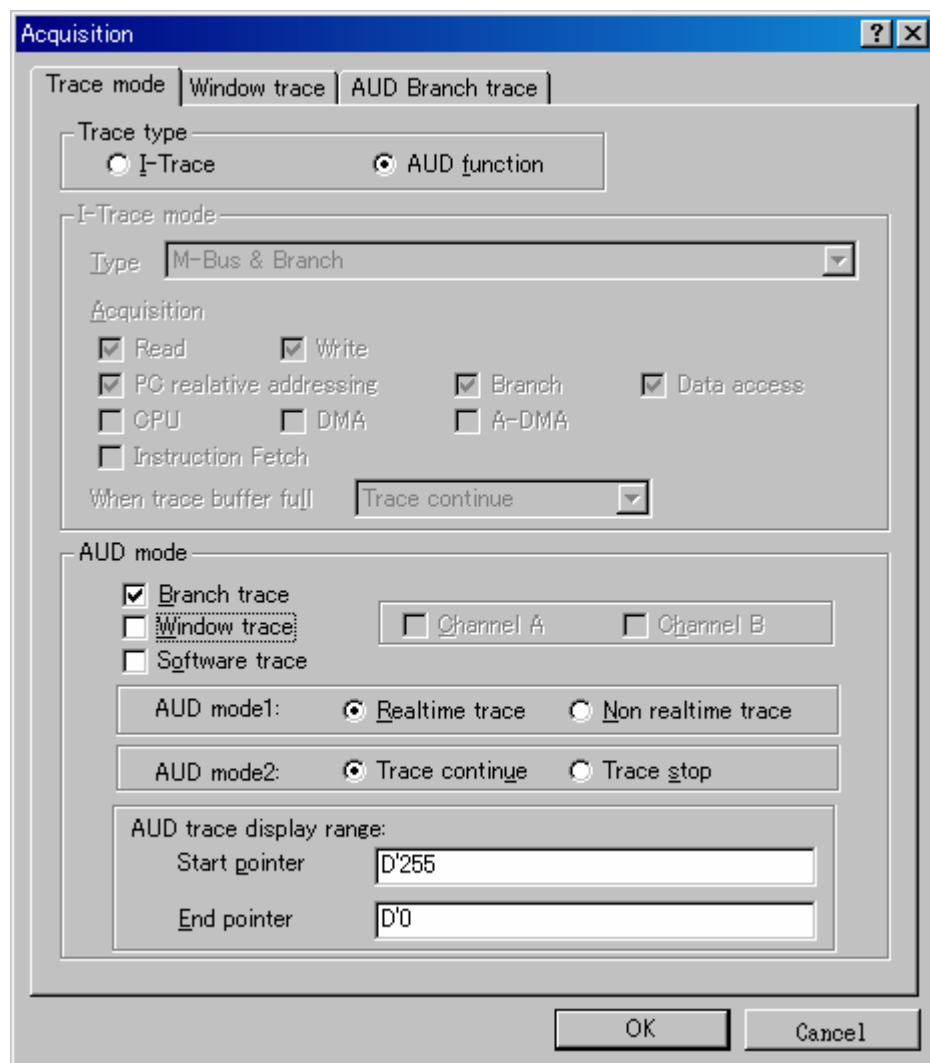 Acquisition
Trace mode Window trace AUD Branch trace
Trace type
I-Trace AUD function
I-Trace mode
Type M-Bus & Branch
Acquisition
Read Write
PC realative addressing Branch Data access
CPU DMA A-DMA
Instruction Fetch
When trace buffer full Trace continue
AUD mode
Branch trace
Window trace Channel A Channel B
Software trace
AUD mode1: Realtime trace Non realtime trace
AUD mode2: Trace continue Trace stop
AUD trace display range:
Start pointer D'255
End pointer D'0
OK Cancel